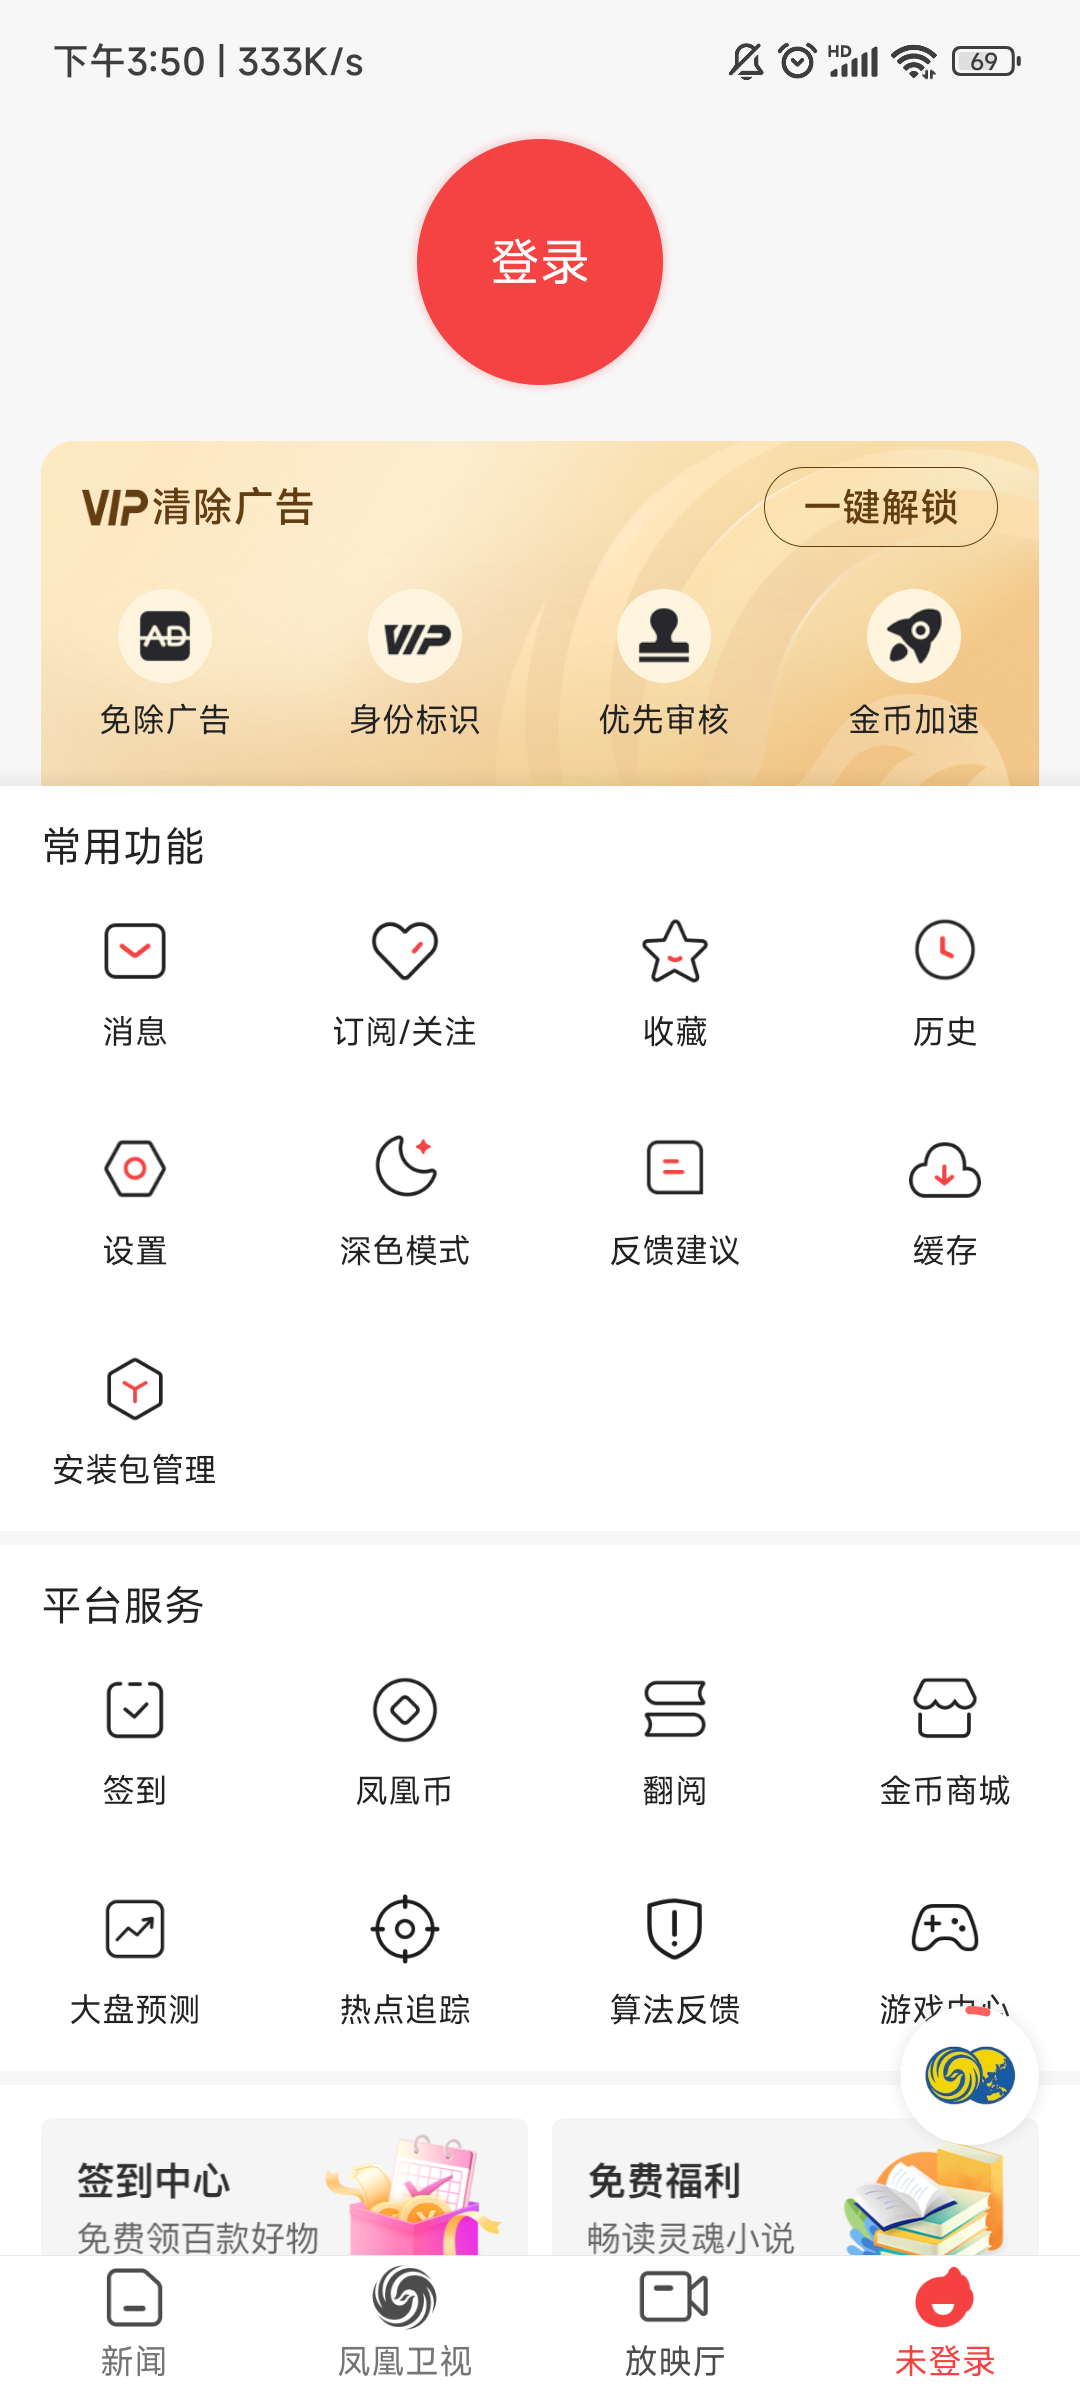 下午3:50 | 333K/s HD 69
登录
VIP清除广告 一键解锁
AD VIP
免除广告 身份标识 优先审核 金币加速
常用功能
消息 订阅/关注 收藏 历史
设置 深色模式 反馈建议 缓存
安装包管理
平台服务
签到 凤凰币 翻阅 金币商城
大盘预测 热点追踪 算法反馈 游戏中心
签到中心 免费福利
免费领百款好物 畅读灵魂小说
新闻 凤凰卫视 放映厅 未登录